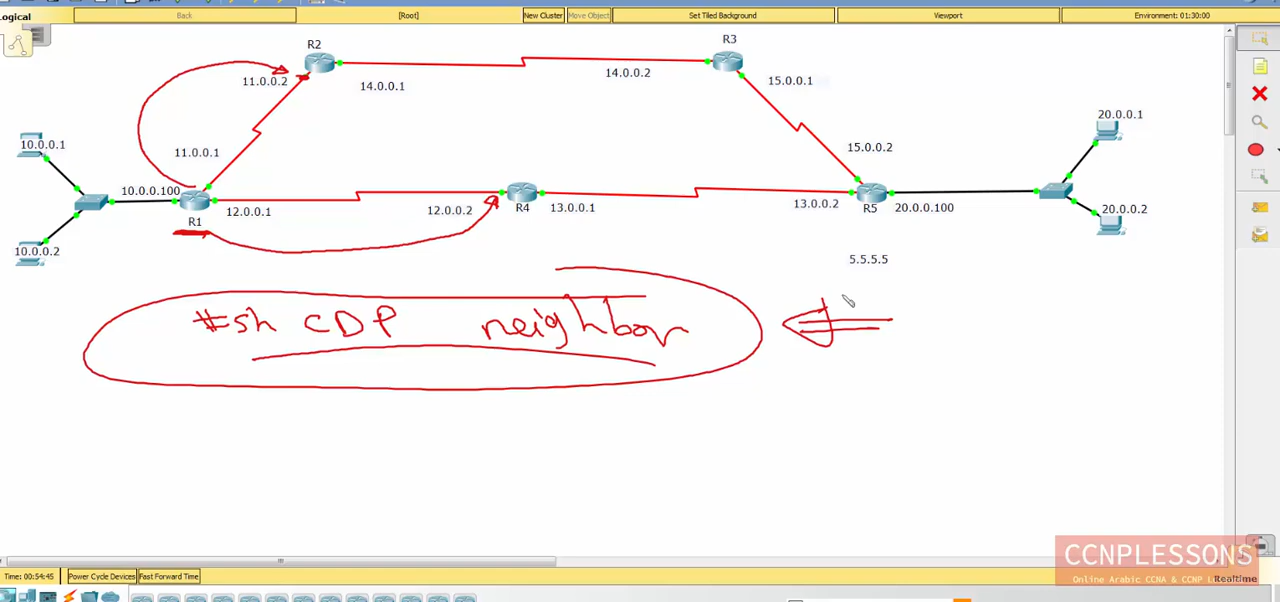 Logical
Back
[Root]
New Cluster
Move Object
Set Tiled Background
Viewport
Environment: 01:30:00
R2
R3
11.0.0.2
14.0.0.1
14.0.0.2
15.0.0.1
20.0.0.1
10.0.0.1
11.0.0.1
15.0.0.2
10.0.0.100
R1
12.0.0.1
12.0.0.2
R4
13.0.0.1
13.0.0.2
R5
20.0.0.100
20.0.0.2
10.0.0.2
5.5.5.5
#sh CDP neighbor
CCNPLESSONS
Online Arabic CCNA & CCNP Lessons
Time: 00:54:45
Power Cycle Devices
Fast Forward Time
Realtime